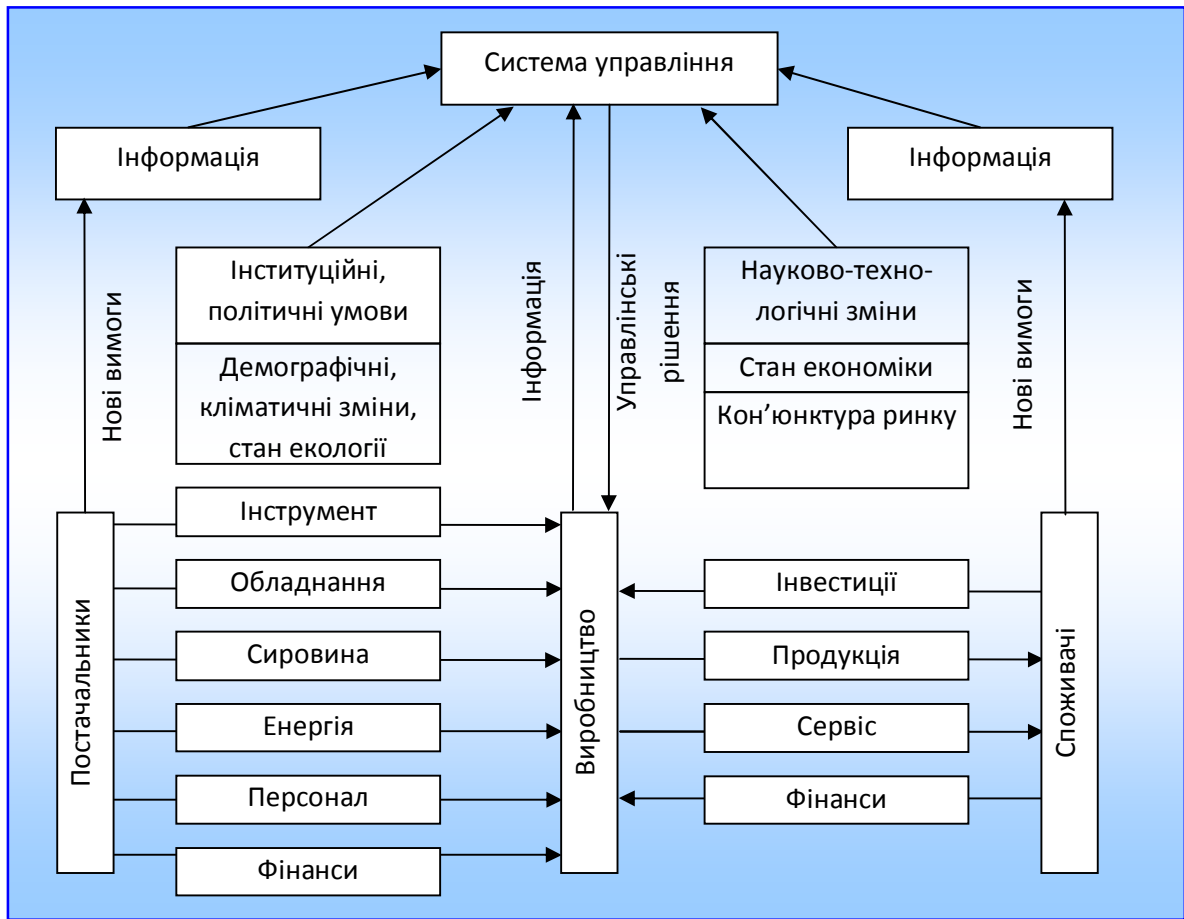 Система управління
Інформація
Інформація
Інституційні,
політичні умови
Демографічні,
кліматичні зміни,
стан екології
Науково-техно-
логічні зміни
Стан економіки
Кон’юнктура ринку
Нові вимоги
Інформація
Управлінські
рішення
Нові вимоги
Постачальники
Інструмент
Обладнання
Сировина
Енергія
Персонал
Фінанси
Виробництво
Інвестиції
Продукція
Сервіс
Фінанси
Споживачі